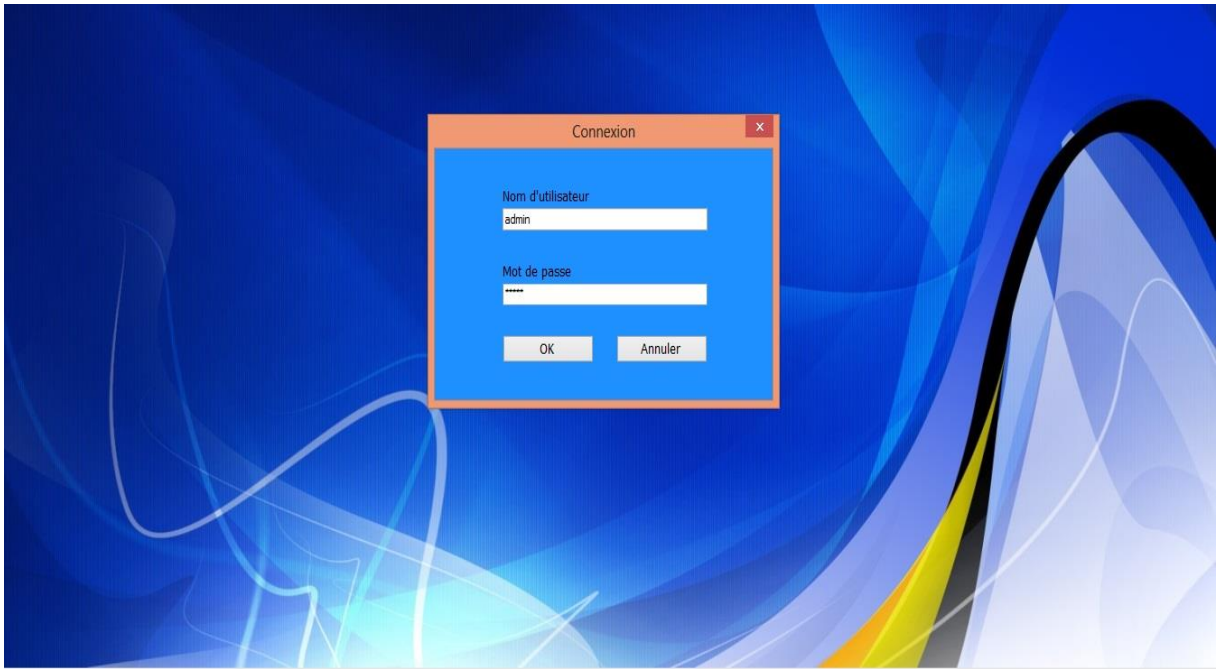 Connexion
x
Nom d'utilisateur
admin
Mot de passe
*****
OK Annuler